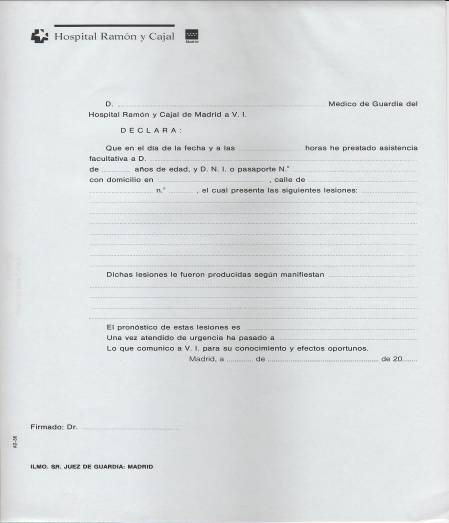 Hospital Ramón y Cajal
Madrid
D. Medico de Guardia del
Hospital Ramón y Cajal de Madrid a V. I.
DECLARA:
Que en el día de la fecha y a las horas he prestado asistencia
facultativa a D.
de años de edad, y D. N. I. o pasaporte N.°
con domicilio en , calle de
n.° , el cual presenta las siguientes lesiones:
Dichas lesiones le fueron producidas según manifiestan
El pronóstico de estas lesiones es
Una vez atendido de urgencia ha pasado a
Lo que comunico a V. I. para su conocimiento y efectos oportunos.
Madrid, a de de 20
Firmado: Dr.
ILMO. SR. JUEZ DE GUARDIA: MADRID